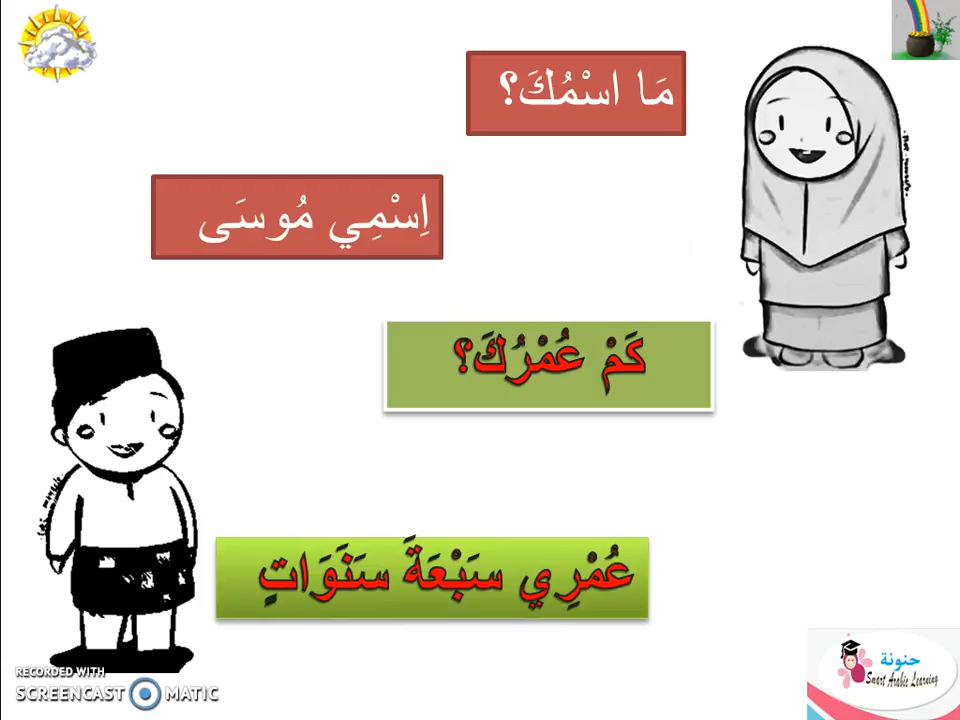 مَا اسْمُكَ؟
اِسْمِي مُوسَى
كَمْ عُمْرُكَ؟
عُمْرِي سَبْعَةَ سَنَوَاتٍ
حنونة
Smart Arabic Learning
RECORDED WITH
SCREENCAST MATIC